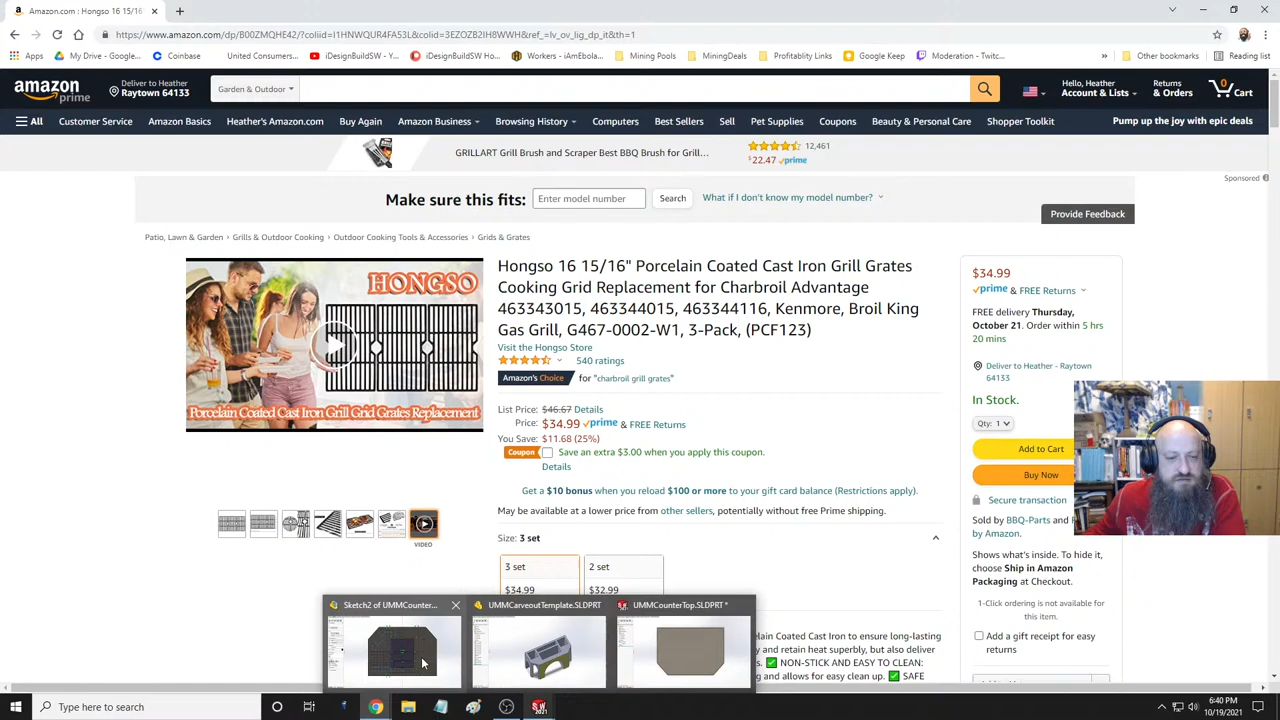 Amazon.com : Hongso 16 15/16"
https://www.amazon.com/dp/B00ZMQHE42/?coliid=I1HNWQUR4FA53L&colid=3EZOZB2IH8WWH&ref_=lv_ov_lig_dp_it&th=1
Apps
My Drive - Google...
Coinbase
United Consumers...
iDesignBuildSW - Y...
iDesignBuildSW Ho...
Workers - iAmEbola...
Mining Pools
MiningDeals
Profitablity Links
Google Keep
Moderation - Twitc...
»
Other bookmarks
Reading list
amazon prime
Deliver to Heather
Raytown 64133
Garden & Outdoor
Hello, Heather
Account & Lists
Returns
& Orders
0
Cart
All
Customer Service
Amazon Basics
Heather's Amazon.com
Buy Again
Amazon Business
Browsing History
Computers
Best Sellers
Sell
Pet Supplies
Coupons
Beauty & Personal Care
Shopper Toolkit
Pump up the joy with epic deals
GRILLART Grill Brush and Scraper Best BBQ Brush for Grill...
12,461
$22.47 prime
Sponsored
Make sure this fits:
Enter model number
Search
What if I don't know my model number?
Provide Feedback
Patio, Lawn & Garden › Grills & Outdoor Cooking › Outdoor Cooking Tools & Accessories › Grids & Grates
HONGSO
Porcelain Coated Cast Iron Grill Grid Grates Replacement
VIDEO
Hongso 16 15/16" Porcelain Coated Cast Iron Grill Grates
Cooking Grid Replacement for Charbroil Advantage
463343015, 463344015, 463344116, Kenmore, Broil King
Gas Grill, G467-0002-W1, 3-Pack, (PCF123)
Visit the Hongso Store
540 ratings
Amazon's Choice for "charbroil grill grates"
List Price: $46.67 Details
Price: $34.99 prime & FREE Returns
You Save: $11.68 (25%)
Coupon Save an extra $3.00 when you apply this coupon.
Details
Get a $10 bonus when you reload $100 or more to your gift card balance (Restrictions apply).
May be available at a lower price from other sellers, potentially without free Prime shipping.
Size: 3 set
3 set
$34.99
2 set
$32.99
elain Coated Cast Iron to ensure long-lasting
y and retain heat superbly, but also deliver
s. ✅ NON-STICK AND EASY TO CLEAN:
g and allows for easy clean up. ✅ SAFE
$34.99
prime & FREE Returns
FREE delivery Thursday,
October 21. Order within 5 hrs
20 mins
Deliver to Heather - Raytown
64133
In Stock.
Qty: 1
Add to Cart
Buy Now
Secure transaction
Sold by BBQ-Parts and
by Amazon.
Shows what's inside. To hide it,
choose Ship in Amazon
Packaging at Checkout.
1-Click ordering is not available for
this item.
Add a gift receipt for easy
returns
Sketch2 of UMMCounter...
UMMCarveoutTemplate.SLDPRT
UMMCounterTop.SLDPRT *
Type here to search
SW
2021
6:40 PM
10/19/2021